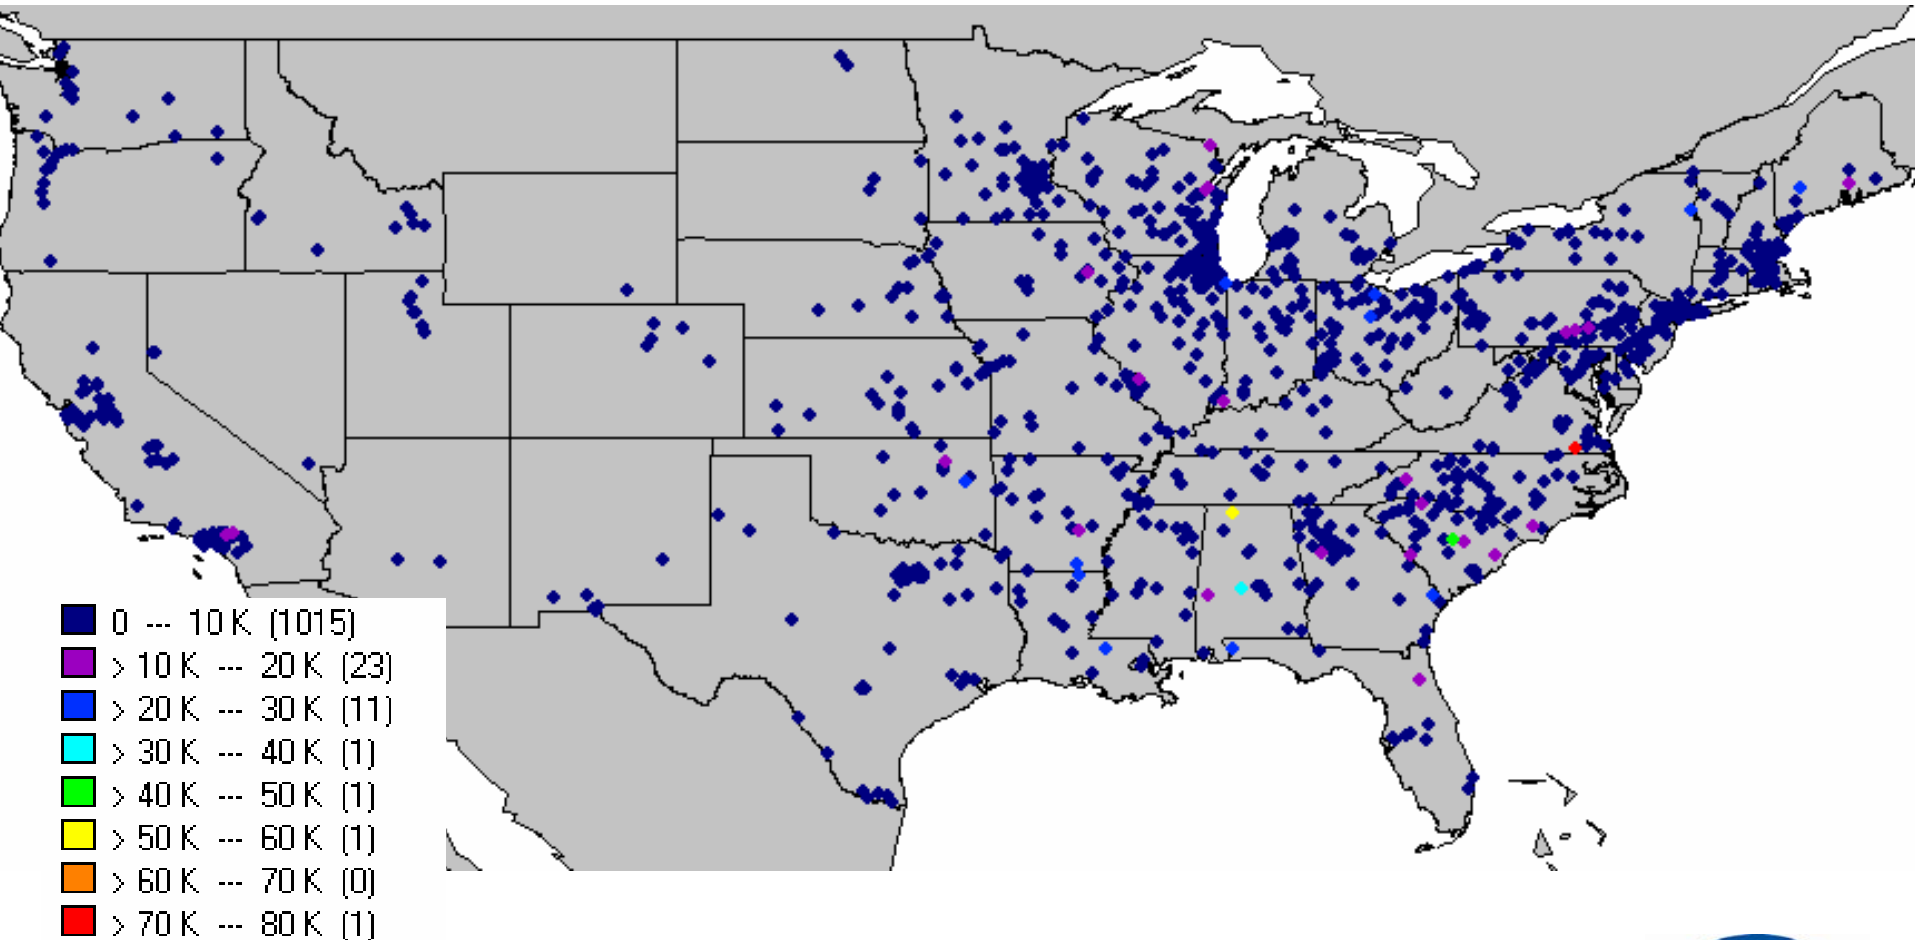 0 --- 10 K (1015)
> 10 K --- 20 K (23)
> 20 K --- 30 K (11)
> 30 K --- 40 K (1)
> 40 K --- 50 K (1)
> 50 K --- 60 K (1)
> 60 K --- 70 K (0)
> 70 K --- 80 K (1)